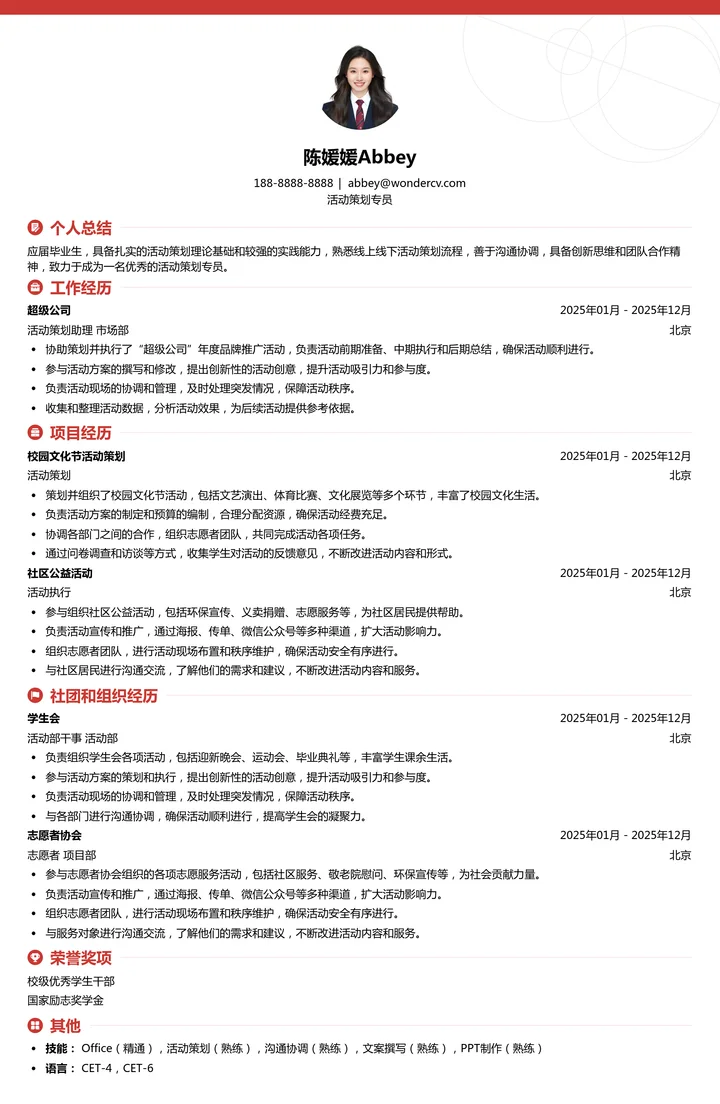 陈媛媛Abbey
188-8888-8888 | abbey@wondercv.com
活动策划专员
个人总结
应届毕业生，具备扎实的活动策划理论基础和较强的实践能力，熟悉线上线下活动策划流程，善于沟通协调，具备创新思维和团队合作精
神，致力于成为一名优秀的活动策划专员。
工作经历
超级公司 2025年01月 - 2025年12月
活动策划助理 市场部 北京
• 协助策划并执行了“超级公司”年度品牌推广活动，负责活动前期准备、中期执行和后期总结，确保活动顺利进行。
• 参与活动方案的撰写和修改，提出创新性的活动创意，提升活动吸引力和参与度。
• 负责活动现场的协调和管理，及时处理突发情况，保障活动秩序。
• 收集和整理活动数据，分析活动效果，为后续活动提供参考依据。
项目经历
校园文化节活动策划 2025年01月 - 2025年12月
活动策划 北京
• 策划并组织了校园文化节活动，包括文艺演出、体育比赛、文化展览等多个环节，丰富了校园文化生活。
• 负责活动方案的制定和预算的编制，合理分配资源，确保活动经费充足。
• 协调各部门之间的合作，组织志愿者团队，共同完成活动各项任务。
• 通过问卷调查和访谈等方式，收集学生对活动的反馈意见，不断改进活动内容和形式。
社区公益活动 2025年01月 - 2025年12月
活动执行 北京
• 参与组织社区公益活动，包括环保宣传、义卖捐赠、志愿服务等，为社区居民提供帮助。
• 负责活动宣传和推广，通过海报、传单、微信公众号等多种渠道，扩大活动影响力。
• 组织志愿者团队，进行活动现场布置和秩序维护，确保活动安全有序进行。
• 与社区居民进行沟通交流，了解他们的需求和建议，不断改进活动内容和服务。
社团和组织经历
学生会 2025年01月 - 2025年12月
活动部干事 活动部 北京
• 负责组织学生会各项活动，包括迎新晚会、运动会、毕业典礼等，丰富学生课余生活。
• 参与活动方案的策划和执行，提出创新性的活动创意，提升活动吸引力和参与度。
• 负责活动现场的协调和管理，及时处理突发情况，保障活动秩序。
• 与各部门进行沟通协调，确保活动顺利进行，提高学生会的凝聚力。
志愿者协会 2025年01月 - 2025年12月
志愿者 项目部 北京
• 参与志愿者协会组织的各项志愿服务活动，包括社区服务、敬老院慰问、环保宣传等，为社会贡献力量。
• 负责活动宣传和推广，通过海报、传单、微信公众号等多种渠道，扩大活动影响力。
• 组织志愿者团队，进行活动现场布置和秩序维护，确保活动安全有序进行。
• 与服务对象进行沟通交流，了解他们的需求和建议，不断改进活动内容和服务。
荣誉奖项
校级优秀学生干部
国家励志奖学金
其他
• 技能： Office（精通），活动策划（熟练），沟通协调（熟练），文案撰写（熟练），PPT制作（熟练）
• 语言： CET-4，CET-6